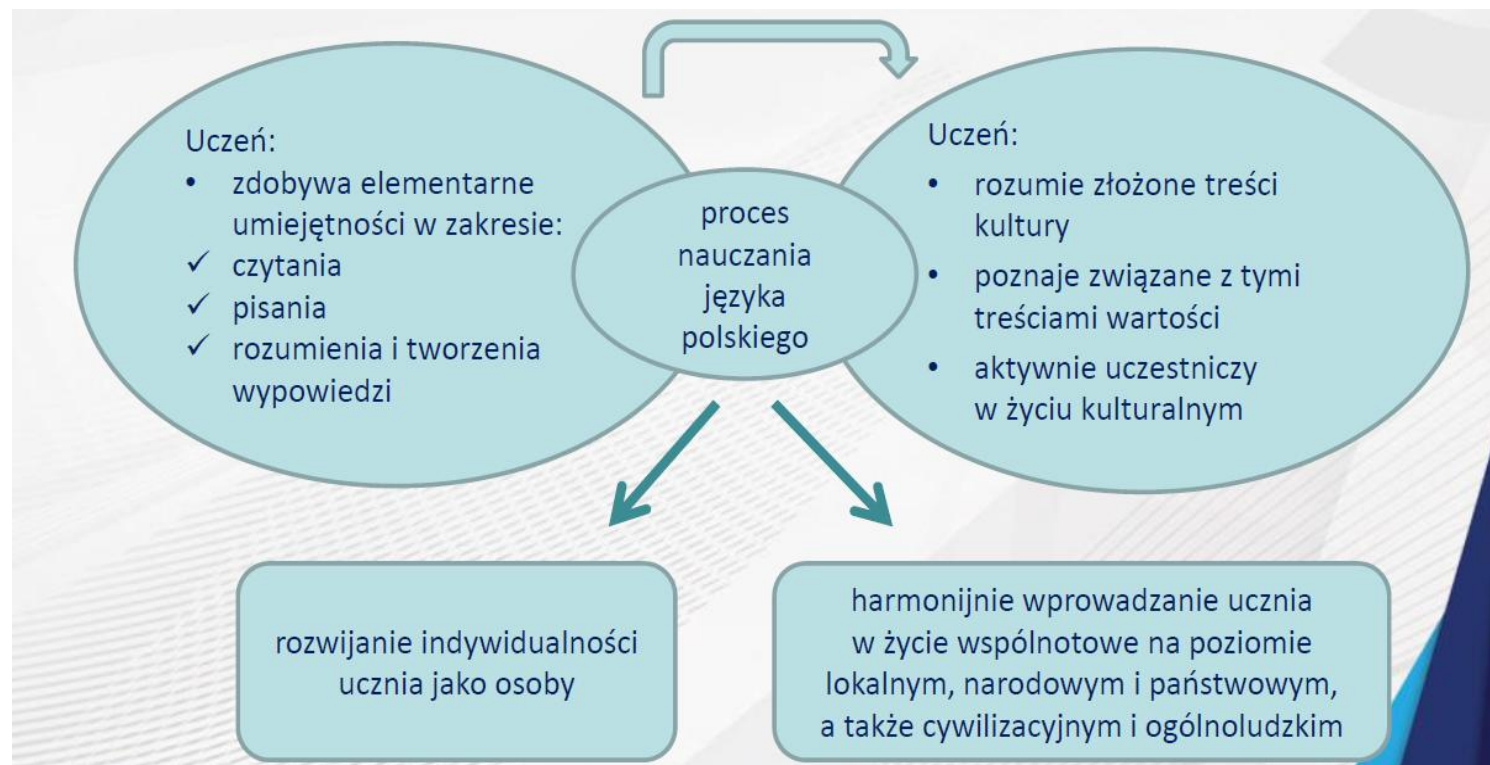 Uczeń:
• zdobywa elementarne
umiejętności w zakresie:
✓ czytania
✓ pisania
✓ rozumienia i tworzenia
wypowiedzi
proces
nauczania
języka
polskiego
Uczeń:
• rozumie złożone treści
kultury
• poznaje związane z tymi
treściami wartości
• aktywnie uczestniczy
w życiu kulturalnym
rozwijanie indywidualności
ucznia jako osoby
harmonijnie wprowadzanie ucznia
w życie wspólnotowe na poziomie
lokalnym, narodowym i państwowym,
a także cywilizacyjnym i ogólnoludzkim